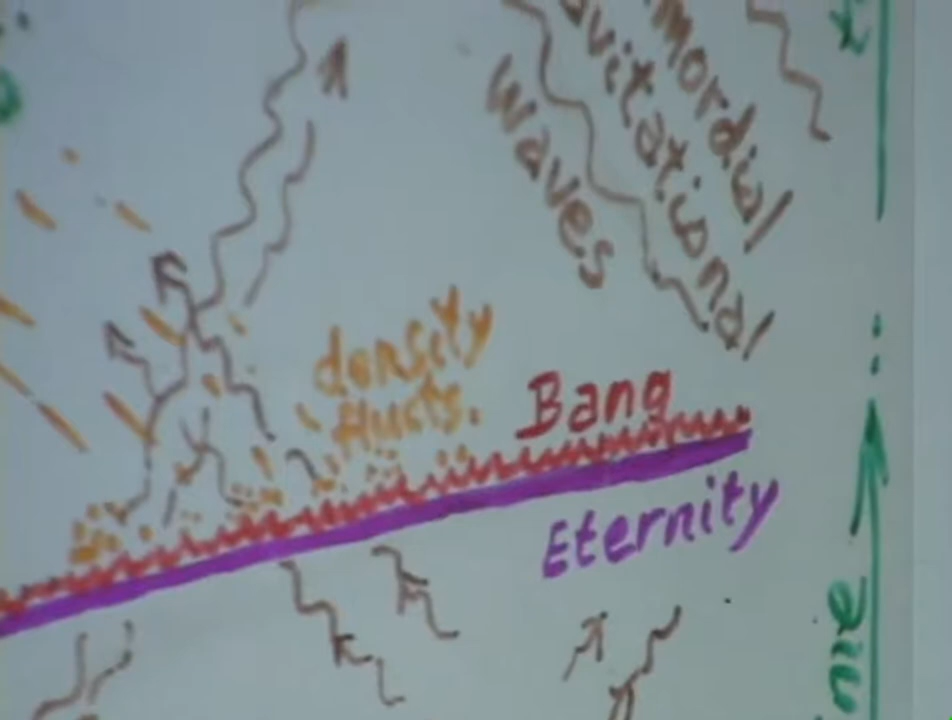 mordial
avitational
Waves
density
flucts.
Bang
Eternity